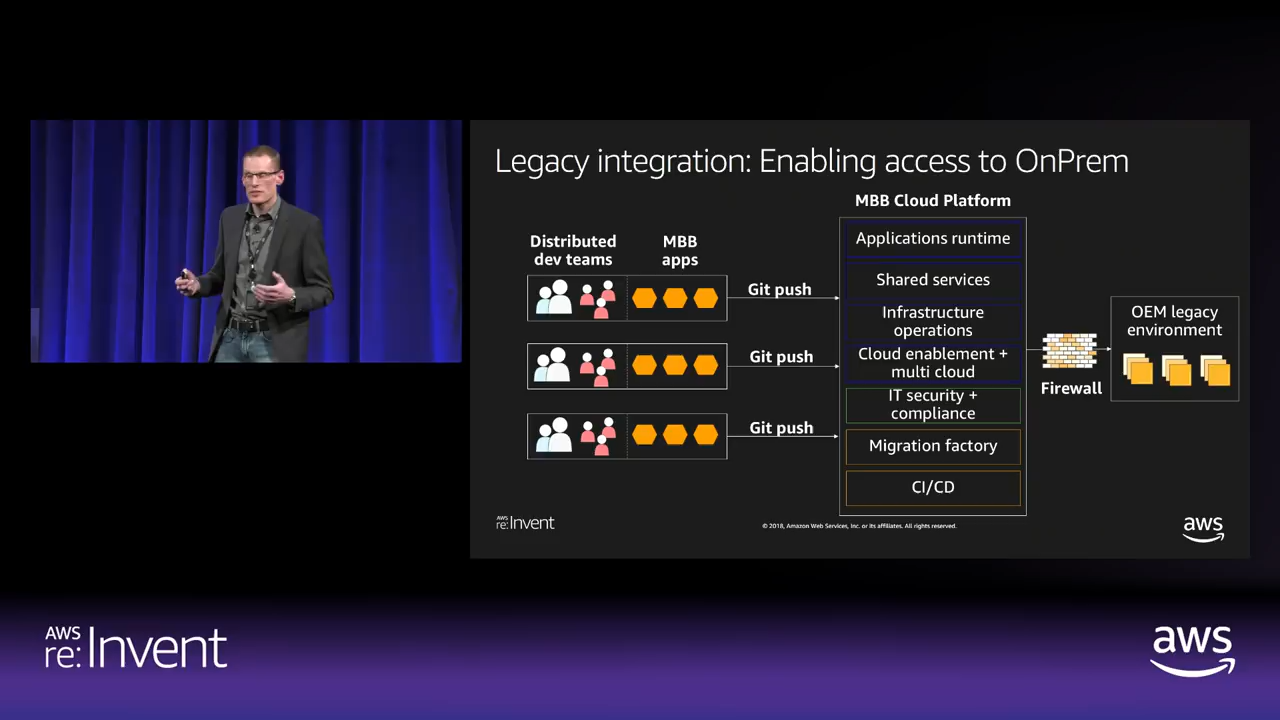 Legacy integration: Enabling access to OnPrem
MBB Cloud Platform
Distributed
dev teams
MBB
apps
Git push
Git push
Git push
Applications runtime
Shared services
Infrastructure
operations
Cloud enablement +
multi cloud
IT security +
compliance
Migration factory
CI/CD
Firewall
OEM legacy
environment
AWS
re:Invent
© 2018, Amazon Web Services, Inc. or its affiliates. All rights reserved.
aws
AWS
re:Invent
aws